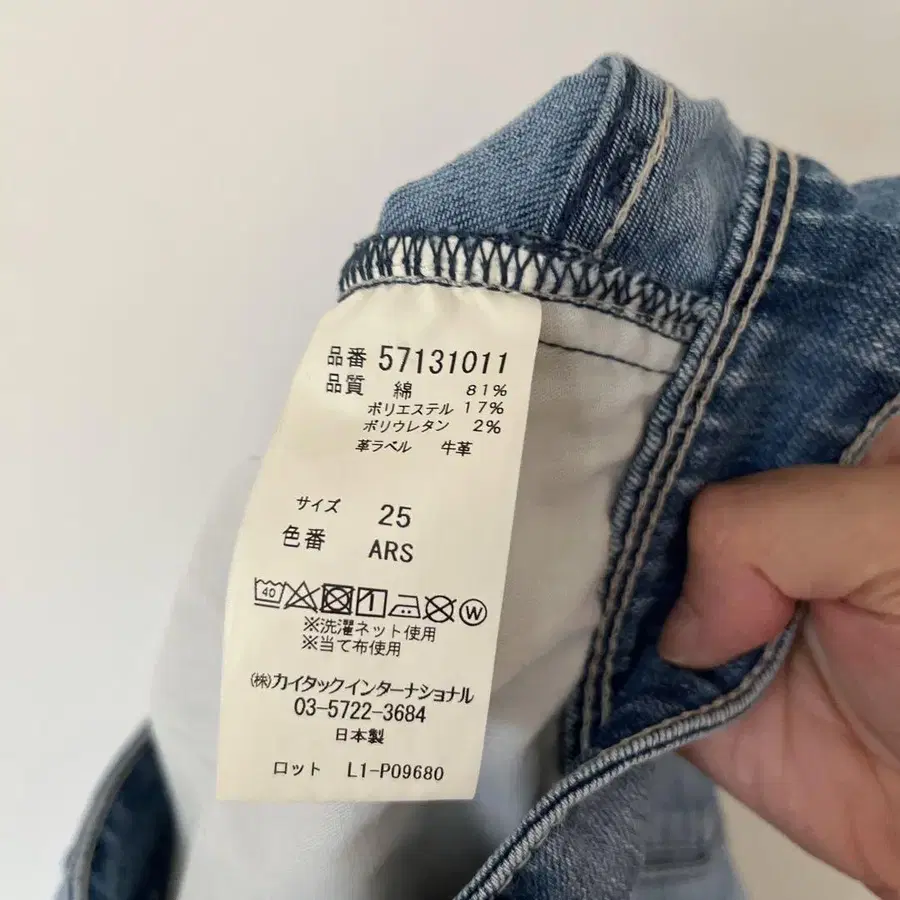 品番 57131011
品質 綿 81%
ポリエステル 17%
ポリウレタン 2%
革ラベル 牛革
サイズ 25
色番 ARS
40 W
※洗濯ネット使用
※当て布使用
㈱カイタックインターナショナル
03-5722-3684
日本製
ロット L1-P09680